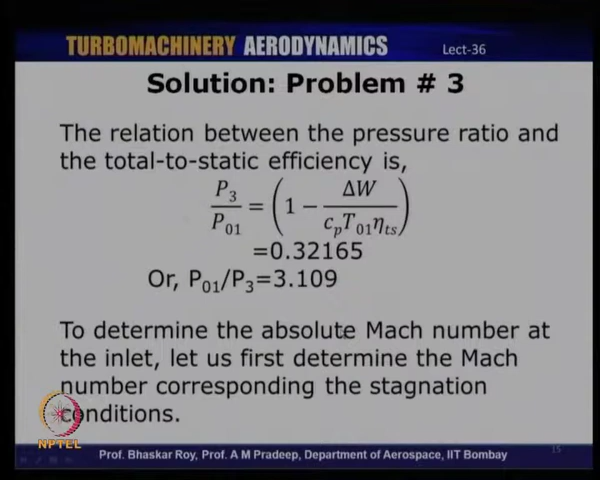 TURBOMACHINERY AERODYNAMICS Lect-36
Solution: Problem # 3
The relation between the pressure ratio and
the total-to-static efficiency is,
P₃/P₀₁ = (1 − ΔW/(c_pT₀₁η_ts))
=0.32165
Or, P₀₁/P₃=3.109
To determine the absolute Mach number at
the inlet, let us first determine the Mach
number corresponding the stagnation
conditions.
NPTEL
Prof. Bhaskar Roy, Prof. A M Pradeep, Department of Aerospace, IIT Bombay
15